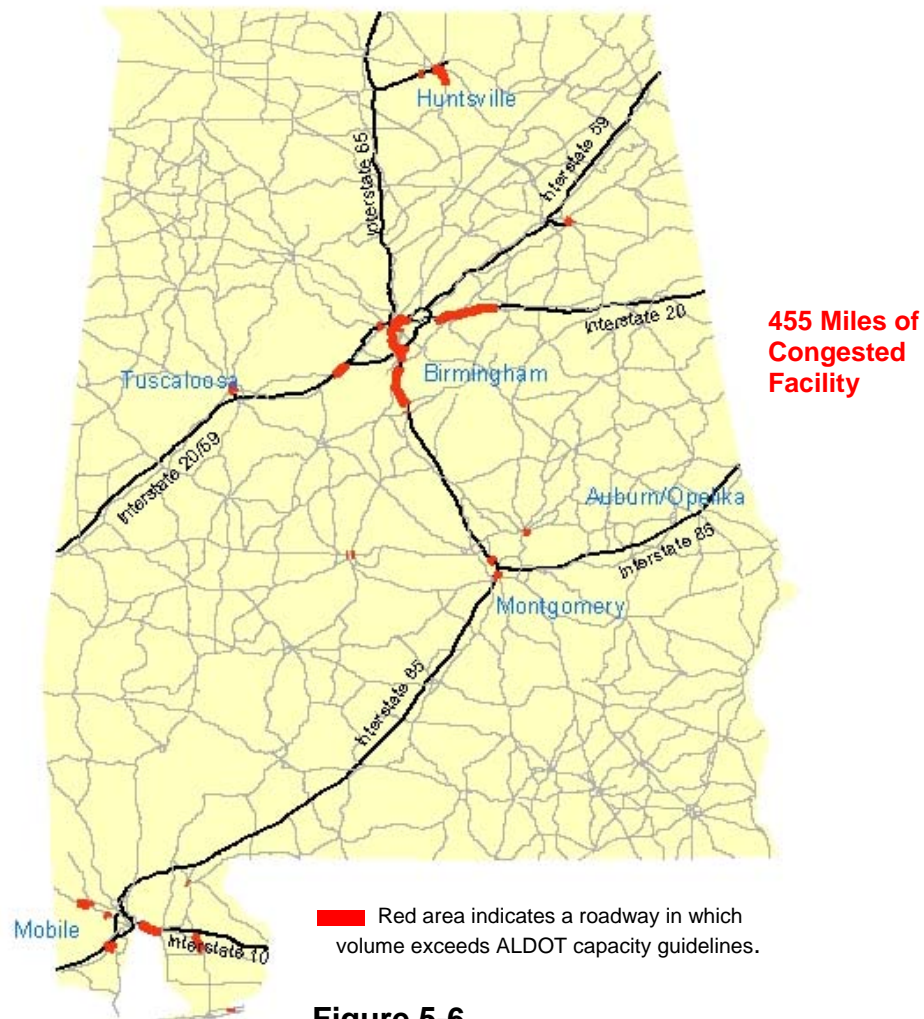 Huntsville
Interstate 65
Interstate 59
Interstate 20
455 Miles of
Congested
Facility
Birmingham
Tuscaloosa
Interstate 20/59
Auburn/Opelika
Interstate 85
Montgomery
Interstate 65
Mobile
Interstate 10
Red area indicates a roadway in which
volume exceeds ALDOT capacity guidelines.
Figure 5-6